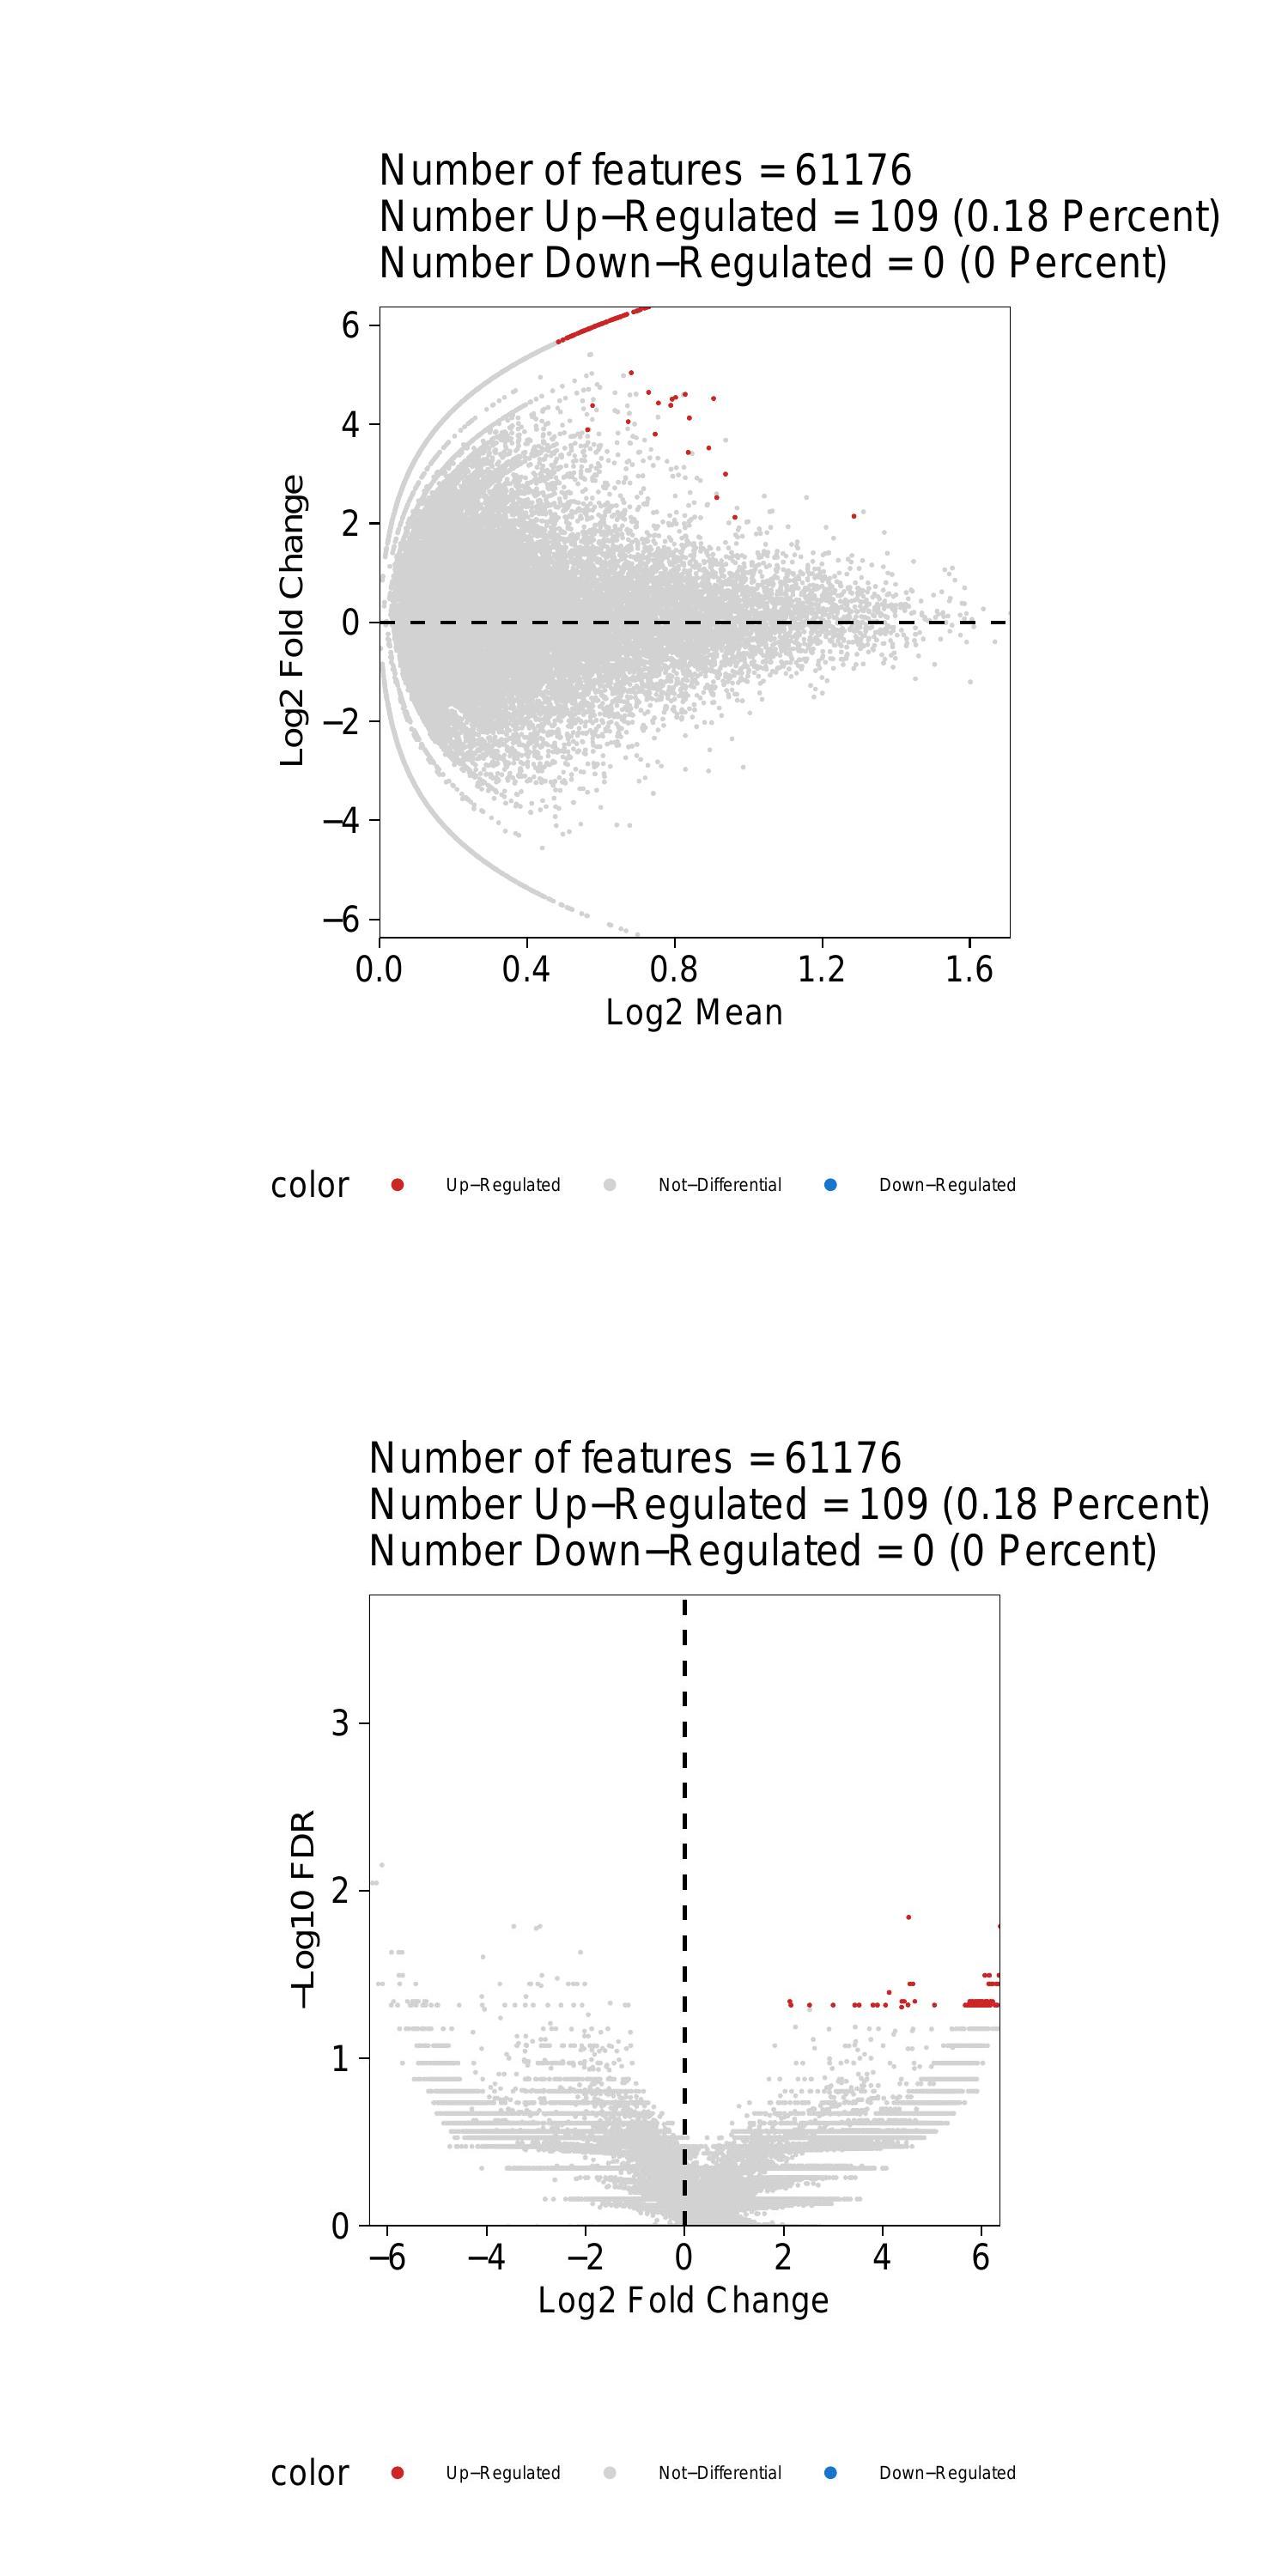 Number of features = 61176
Number Up−Regulated = 109 (0.18 Percent)
Number Down−Regulated = 0 (0 Percent)
6
4
2
0
−2
−4
−6
Log2 Fold Change
0.0 0.4 0.8 1.2 1.6
Log2 Mean
color Up−Regulated Not−Differential Down−Regulated
Number of features = 61176
Number Up−Regulated = 109 (0.18 Percent)
Number Down−Regulated = 0 (0 Percent)
3
2
1
0
−Log10 FDR
−6 −4 −2 0 2 4 6
Log2 Fold Change
color Up−Regulated Not−Differential Down−Regulated